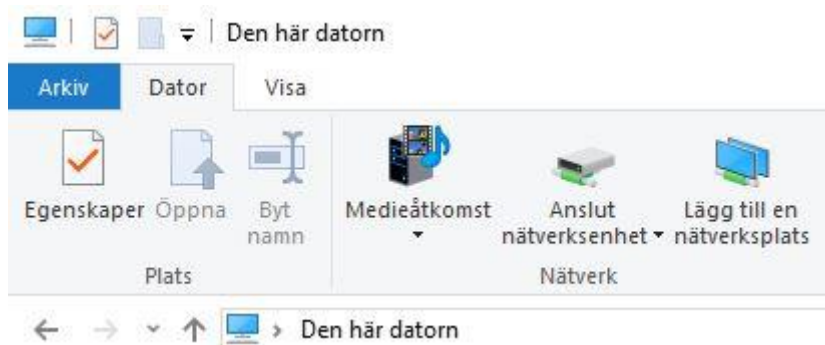 Den här datorn
Arkiv Dator Visa
Egenskaper Öppna Byt namn Medieåtkomst Anslut nätverksenhet Lägg till en nätverksplats
Plats Nätverk
Den här datorn